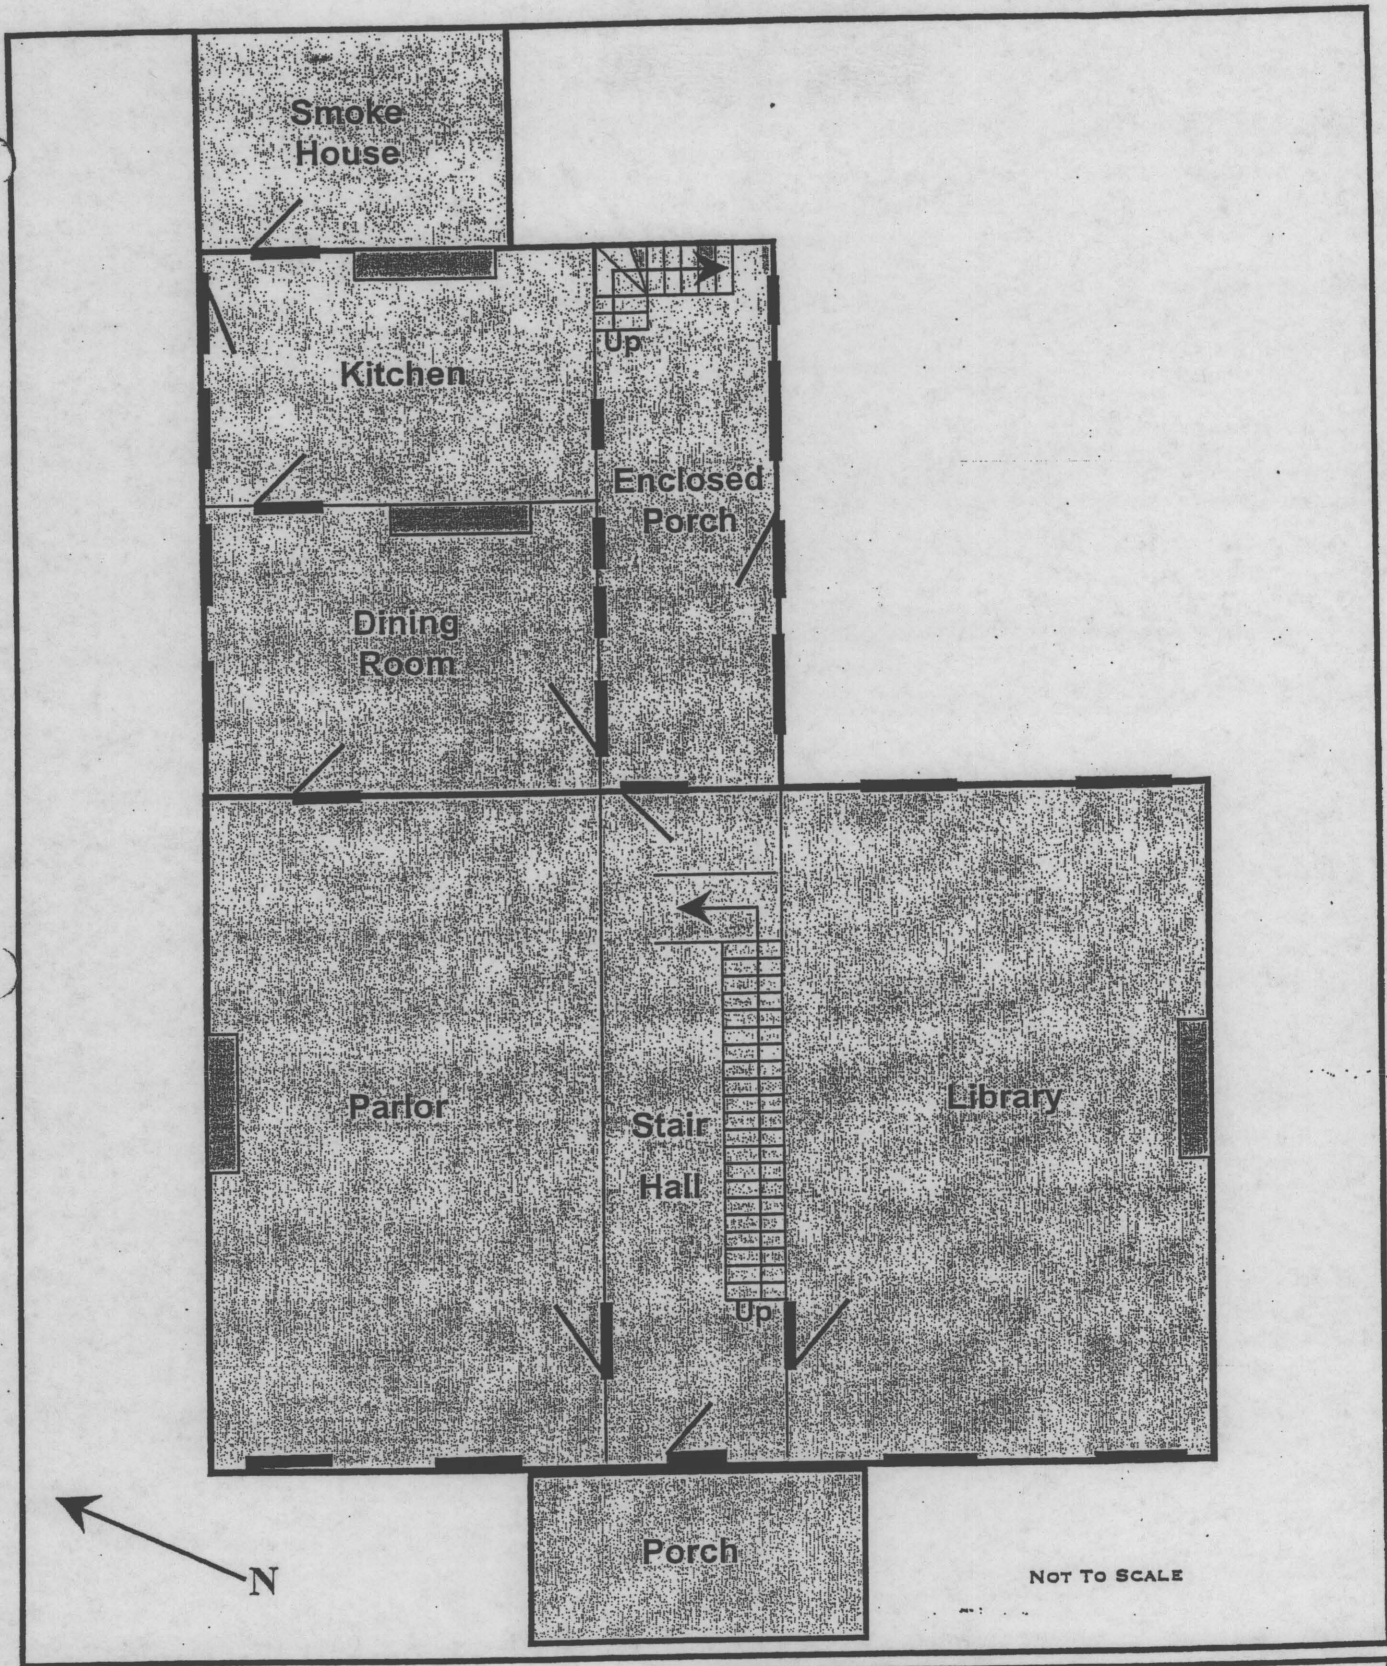 Smoke
House
Kitchen
Up
Enclosed
Porch
Dining
Room
Parlor
Stair
Hall
Library
Up
Porch
N
NOT TO SCALE